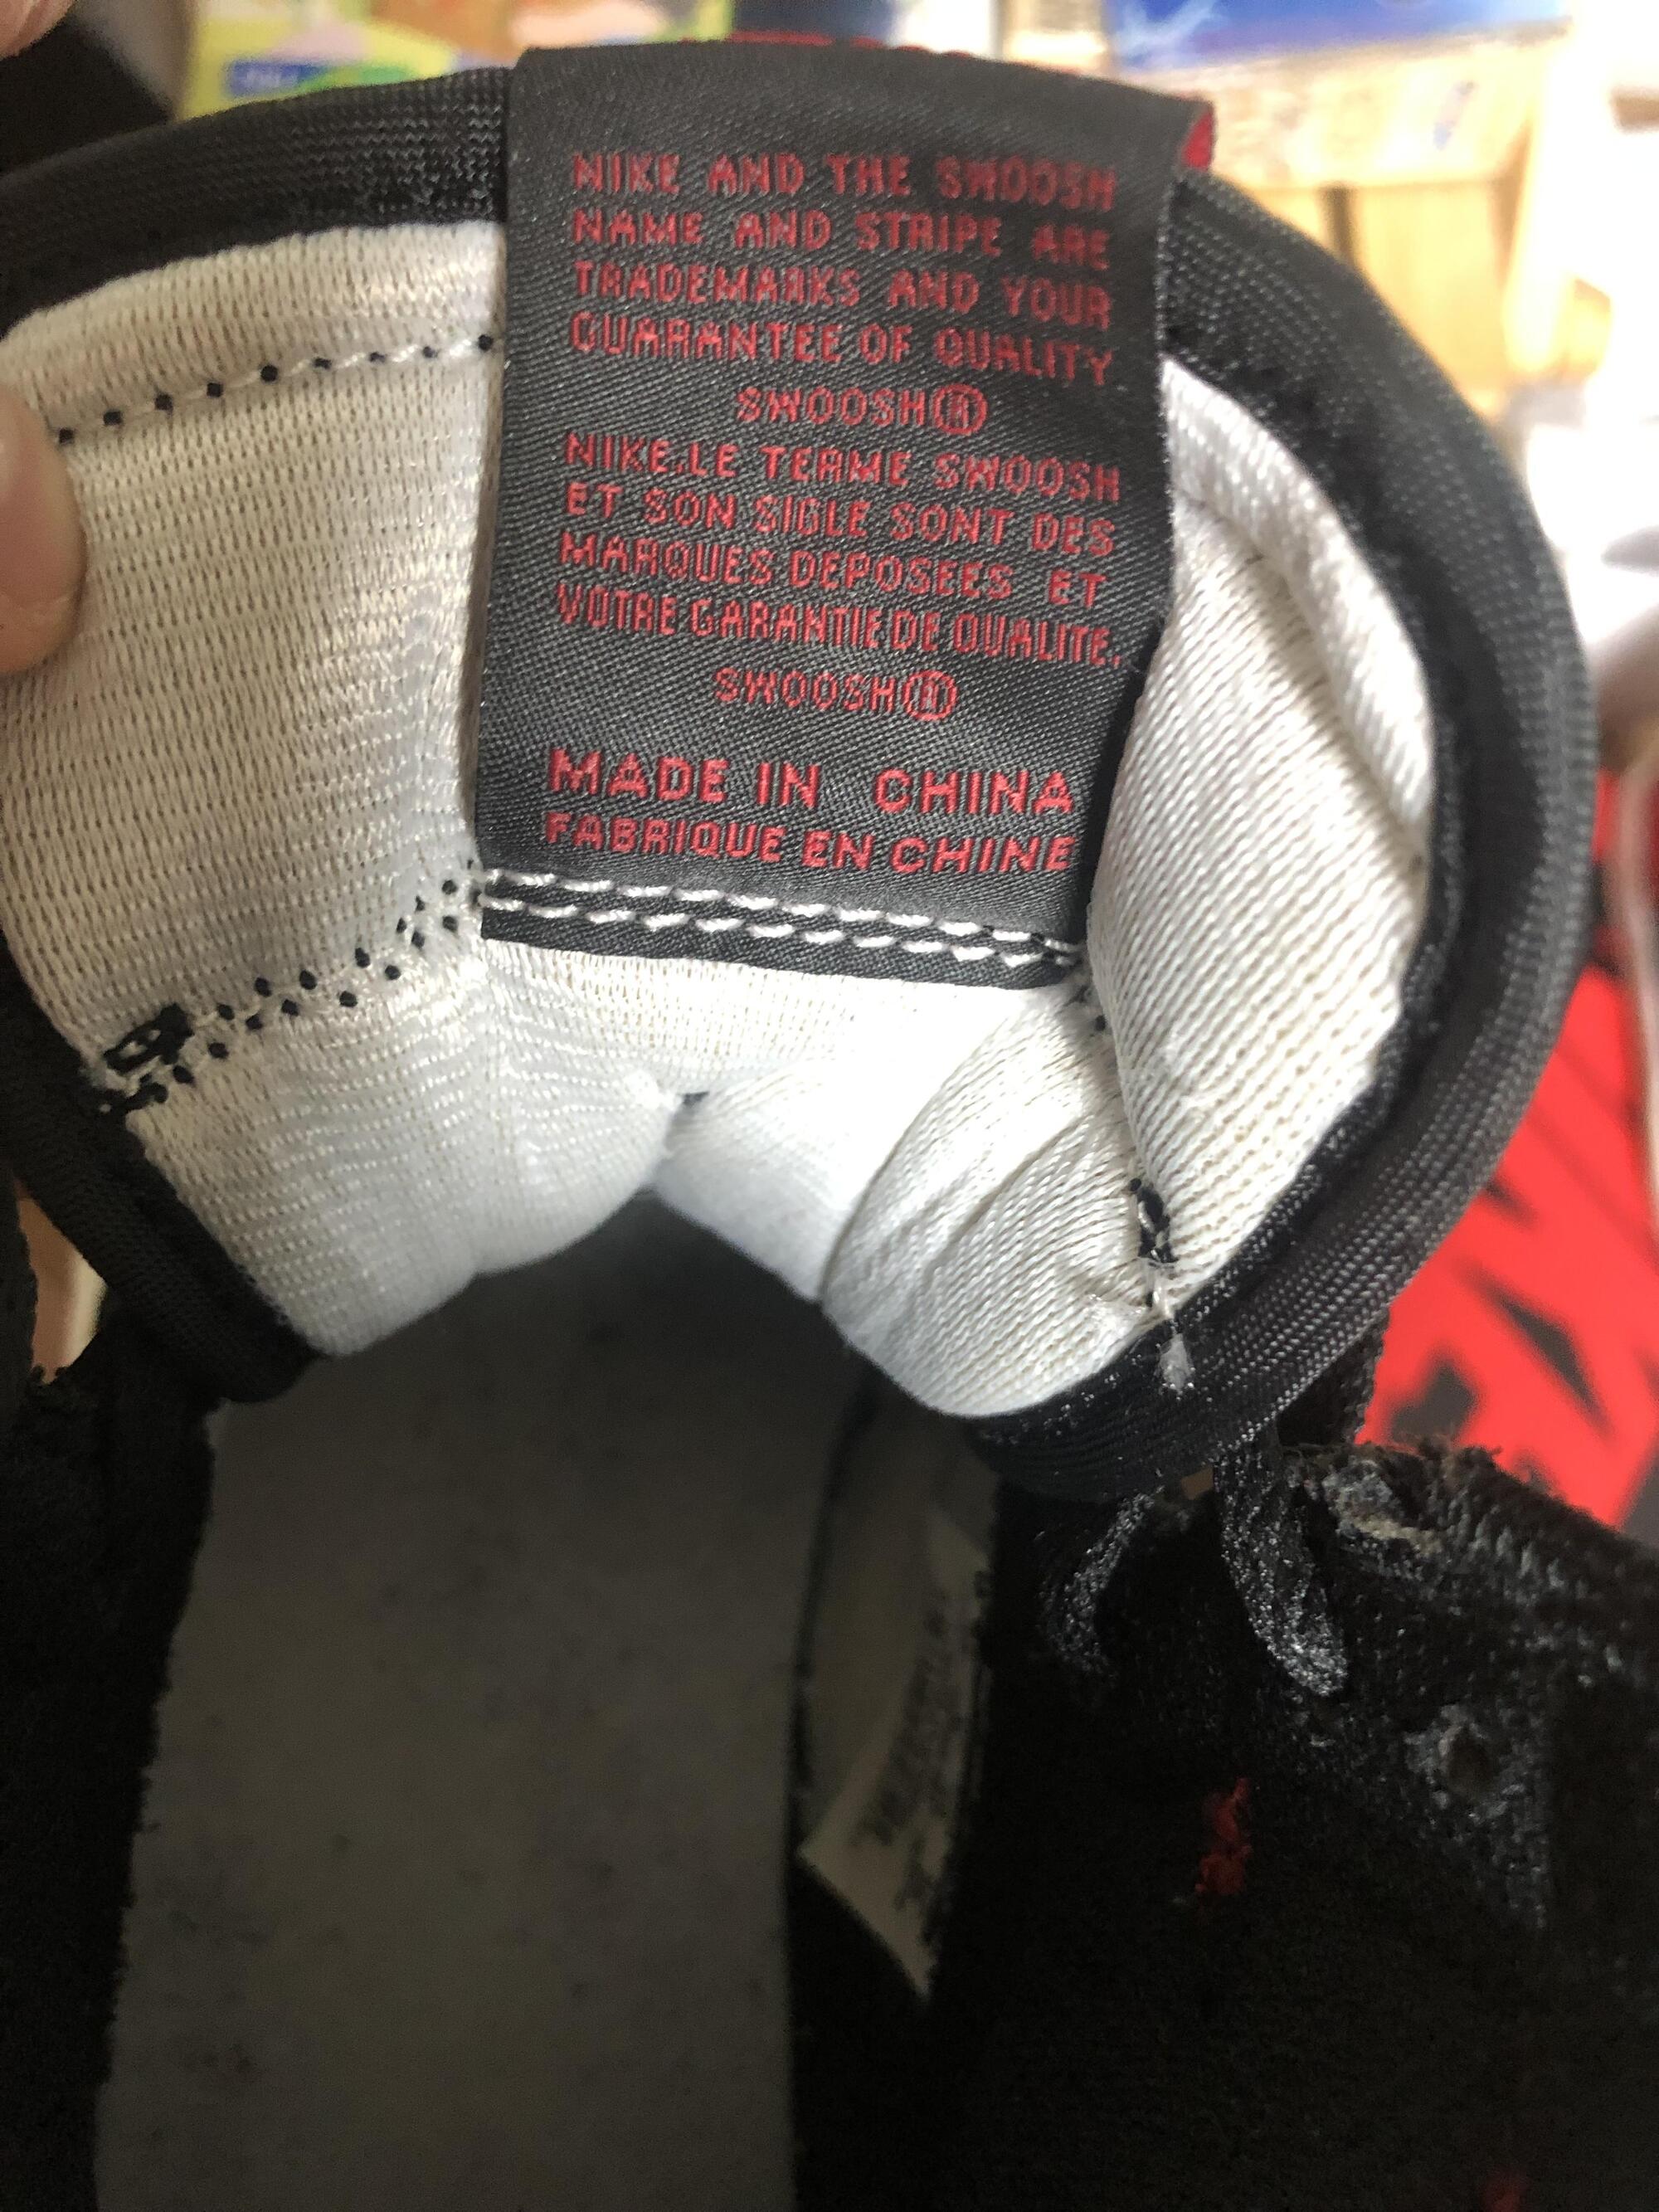 NIKE AND THE SWOOSH
NAME AND STRIPE ARE
TRADEMARKS AND YOUR
GUARANTEE OF QUALITY
SWOOSH®
NIKE.LE TERME SWOOSH
ET SON SIGLE SONT DES
MARQUES DEPOSEES ET
VOTRE GARANTIE DE QUALITE.
SWOOSH®
MADE IN CHINA
FABRIQUE EN CHINE